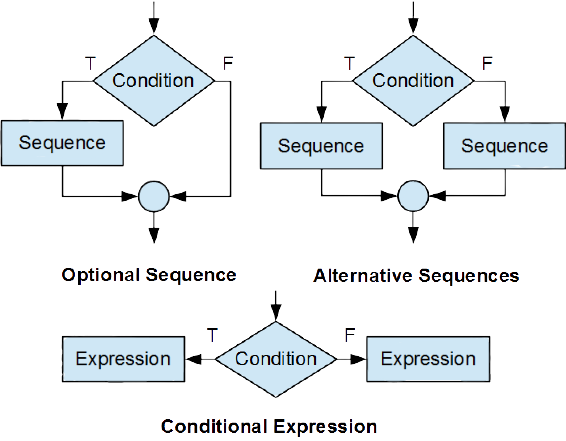 T
Condition
F
Sequence
Optional Sequence
T
Condition
F
Sequence
Sequence
Alternative Sequences
Expression
T
Condition
F
Expression
Conditional Expression